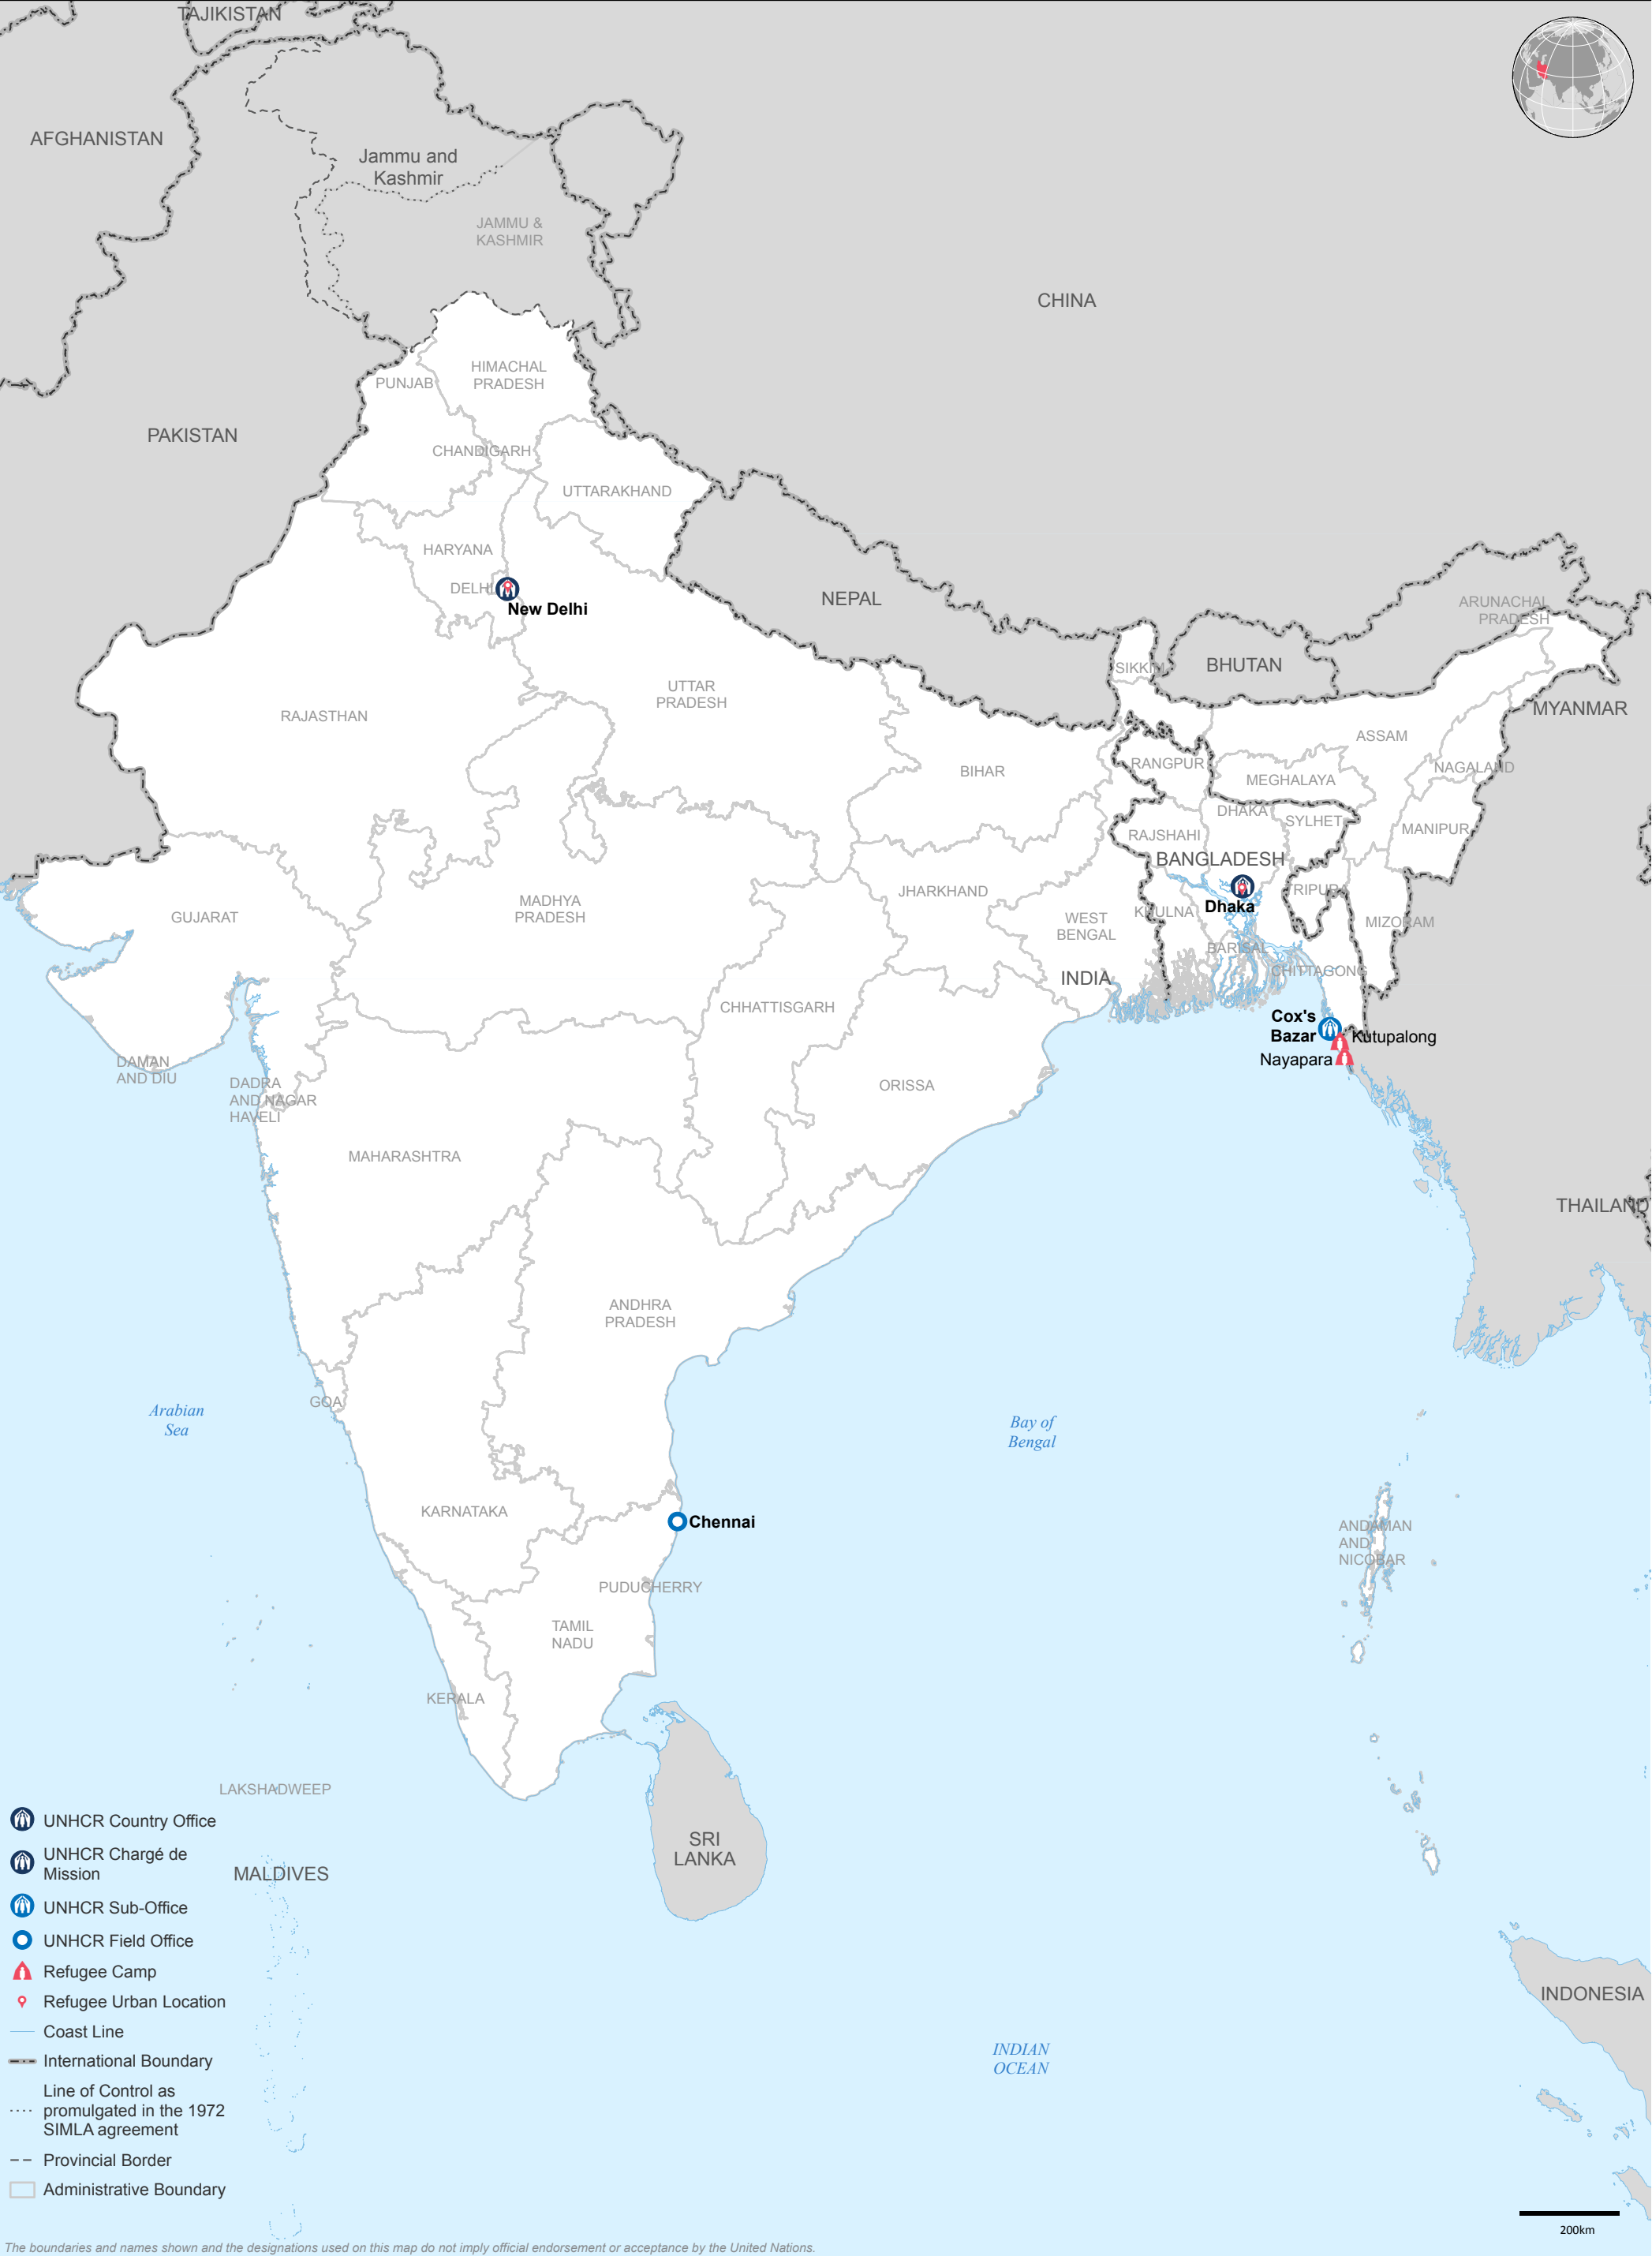 TAJIKISTAN
AFGHANISTAN
Jammu and
Kashmir
JAMMU &
KASHMIR
CHINA
HIMACHAL
PRADESH
PUNJAB
PAKISTAN
CHANDIGARH
UTTARAKHAND
HARYANA
DELHI
New Delhi
NEPAL
ARUNACHAL
PRADESH
SIKKIM
BHUTAN
UTTAR
PRADESH
MYANMAR
RAJASTHAN
ASSAM
BIHAR
RANGPUR
NAGALAND
MEGHALAYA
DHAKA
SYLHET
MANIPUR
RAJSHAHI
BANGLADESH
JHARKHAND
TRIPURA
Dhaka
MADHYA
PRADESH
GUJARAT
KHULNA
WEST
BENGAL
MIZORAM
BARISAL
CHITTAGONG
INDIA
CHHATTISGARH
Cox's
Bazar
Kutupalong
Nayapara
DAMAN
AND DIU
DADRA
AND NAGAR
HAVELI
ORISSA
MAHARASHTRA
THAILAND
ANDHRA
PRADESH
GOA
Arabian
Sea
Bay of
Bengal
KARNATAKA
Chennai
ANDAMAN
AND
NICOBAR
PUDUCHERRY
TAMIL
NADU
KERALA
LAKSHADWEEP
SRI
LANKA
MALDIVES
INDONESIA
INDIAN
OCEAN
UNHCR Country Office
UNHCR Chargé de
Mission
UNHCR Sub-Office
UNHCR Field Office
Refugee Camp
Refugee Urban Location
Coast Line
International Boundary
Line of Control as
promulgated in the 1972
SIMLA agreement
Provincial Border
Administrative Boundary
200km
The boundaries and names shown and the designations used on this map do not imply official endorsement or acceptance by the United Nations.